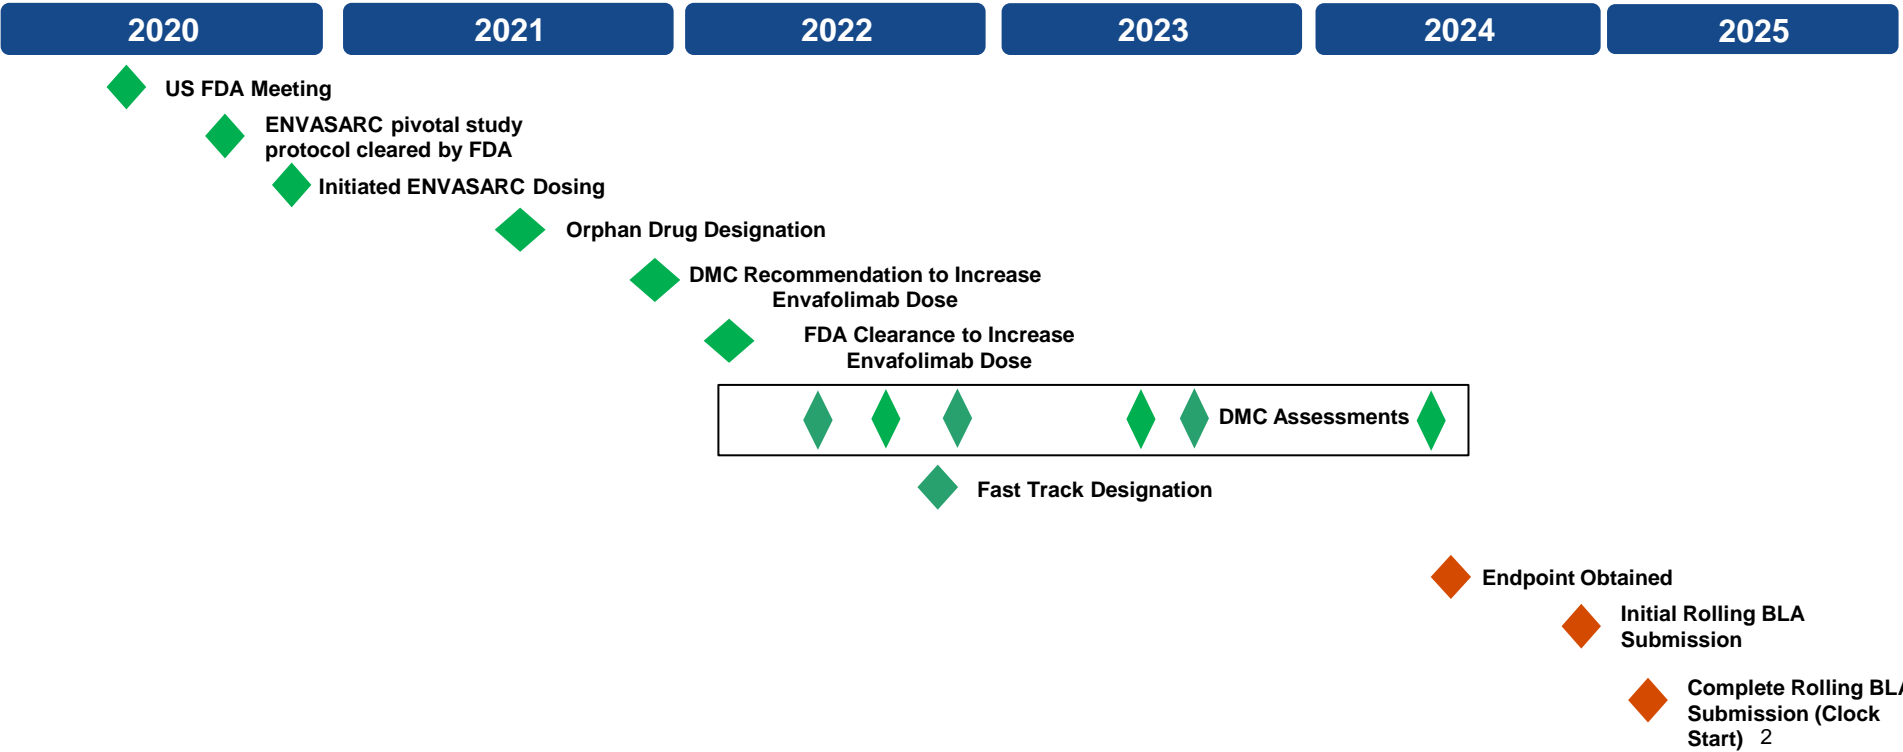 2020
2021
2022
2023
2024
2025
US FDA Meeting
ENVASARC pivotal study
protocol cleared by FDA
Initiated ENVASARC Dosing
Orphan Drug Designation
DMC Recommendation to Increase
Envafolimab Dose
FDA Clearance to Increase
Envafolimab Dose
DMC Assessments
Fast Track Designation
Endpoint Obtained
Initial Rolling BLA
Submission
Complete Rolling BLA
Submission (Clock
Start)
2